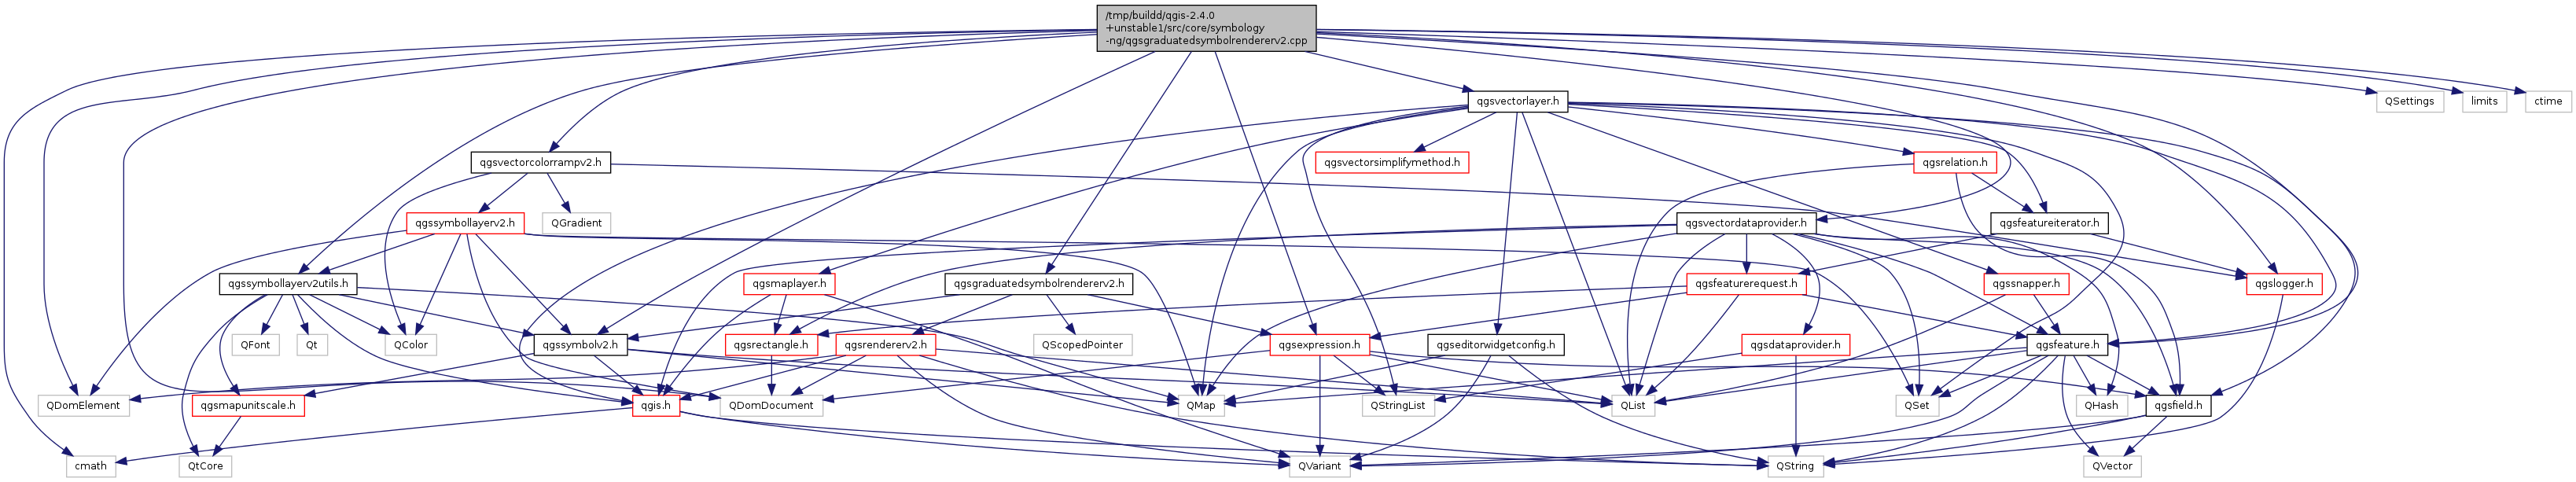 /tmp/buildd/qgis-2.4.0
+unstable1/src/core/symbology
-ng/qgsgraduatedsymbolrendererv2.cpp
qgsvectorlayer.h
QSettings
limits
ctime
qgsvectorcolorrampv2.h
qgsvectorsimplifymethod.h
qgsrelation.h
qgssymbollayerv2.h
QGradient
qgsvectordataprovider.h
qgsfeatureiterator.h
qgssymbollayerv2utils.h
qgsmaplayer.h
qgsgraduatedsymbolrendererv2.h
qgsfeaturerequest.h
qgssnapper.h
qgslogger.h
QFont
Qt
QColor
qgssymbolv2.h
qgsrectangle.h
qgsrendererv2.h
QScopedPointer
qgsexpression.h
qgseditorwidgetconfig.h
qgsdataprovider.h
qgsfeature.h
QDomElement
qgsmapunitscale.h
qgis.h
QDomDocument
QMap
QStringList
QList
QSet
QHash
qgsfield.h
cmath
QtCore
QVariant
QString
QVector